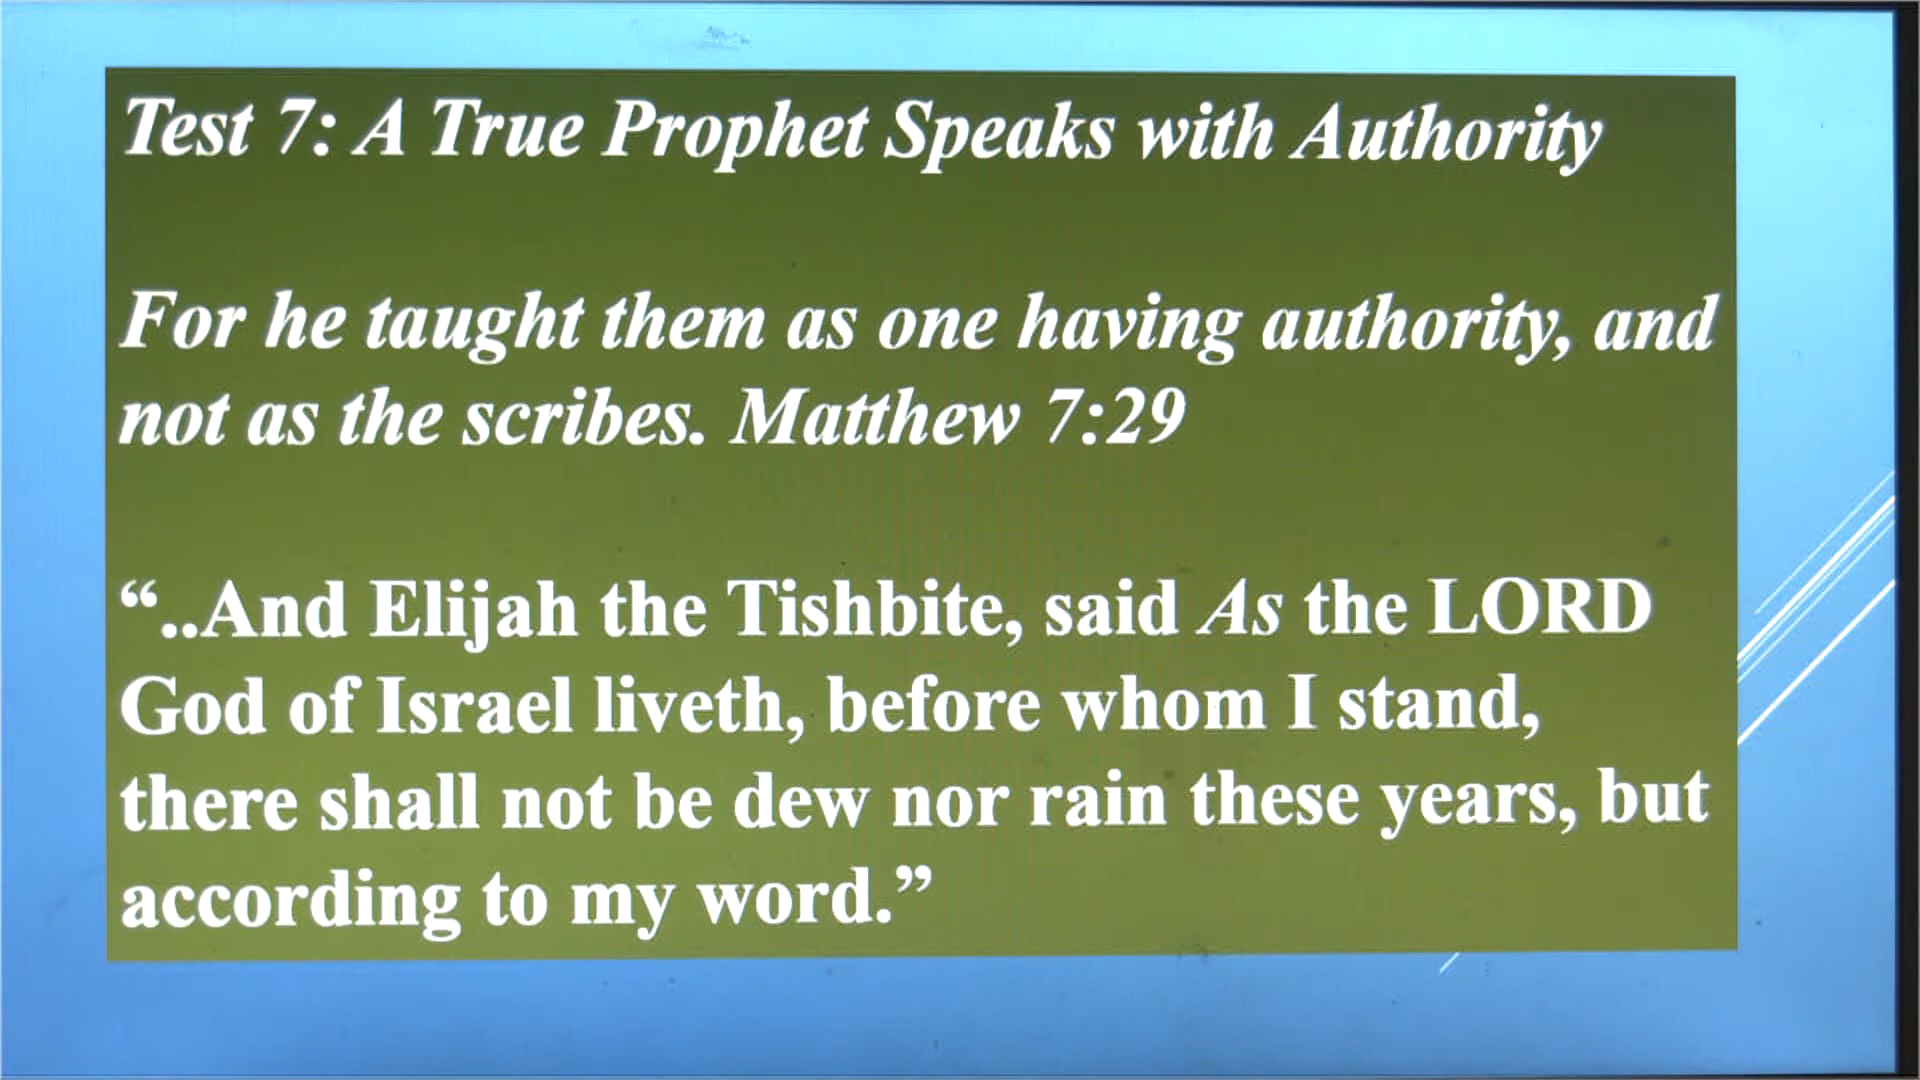 Test 7: A True Prophet Speaks with Authority
For he taught them as one having authority, and
not as the scribes. Matthew 7:29
“..And Elijah the Tishbite, said As the LORD
God of Israel liveth, before whom I stand,
there shall not be dew nor rain these years, but
according to my word.”